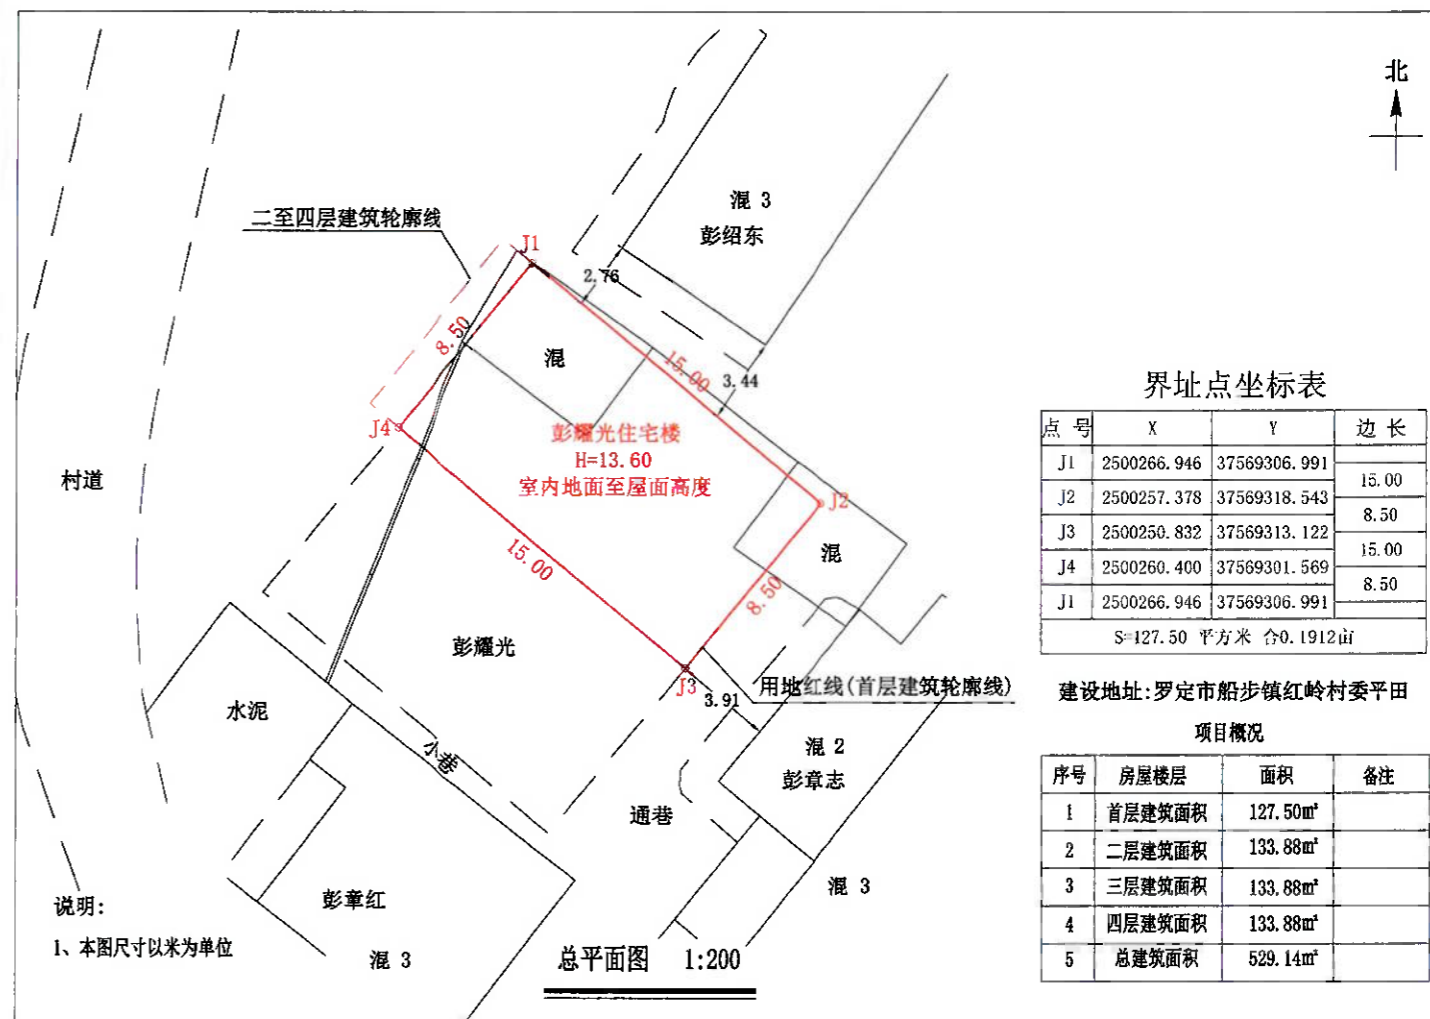 北
混 3
彭绍东
二至四层建筑轮廓线
J1
2.76
8.50
混
15.00
3.44
J4
彭耀光住宅楼
H=13.60
室内地面至屋面高度
村道
J2
混
15.00
8.50
彭耀光
J3
用地红线(首层建筑轮廓线)
3.91
水泥
小巷
混 2
彭章志
通巷
混 3
彭章红
混 3
说明:
1、本图尺寸以米为单位
总平面图 1:200
界址点坐标表
点 号 X Y 边 长
J1 2500266.946 37569306.991
15.00
J2 2500257.378 37569318.543
8.50
J3 2500250.832 37569313.122
15.00
J4 2500260.400 37569301.569
8.50
J1 2500266.946 37569306.991
S=127.50 平方米 合0.1912亩
建设地址:罗定市船步镇红岭村委平田
项目概况
序号 房屋楼层 面积 备注
1 首层建筑面积 127.50㎡
2 二层建筑面积 133.88㎡
3 三层建筑面积 133.88㎡
4 四层建筑面积 133.88㎡
5 总建筑面积 529.14㎡